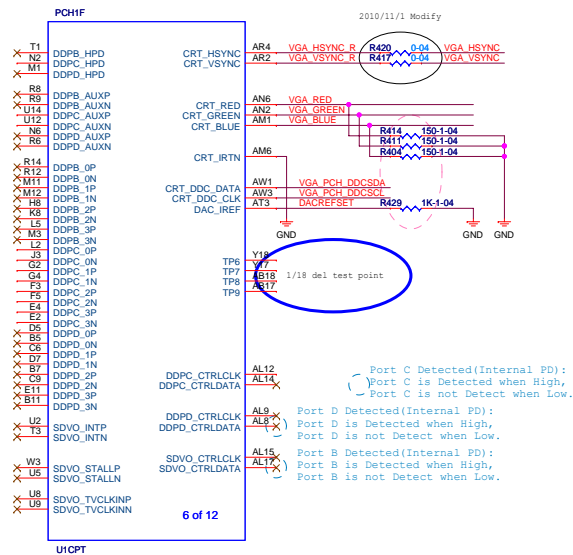 PCH1F
2010/11/1 Modify
T1 DDPB_HPD
N2 DDPC_HPD
M1 DDPD_HPD
R8 DDPB_AUXP
R9 DDPB_AUXN
U14 DDPC_AUXP
U12 DDPC_AUXN
N6 DDPD_AUXP
R6 DDPD_AUXN
R14 DDPB_0P
R12 DDPB_0N
M11 DDPB_1P
M12 DDPB_1N
H8 DDPB_2P
K8 DDPB_2N
L5 DDPB_3P
M3 DDPB_3N
L2 DDPC_0P
J3 DDPC_0N
G2 DDPC_1P
G4 DDPC_1N
F3 DDPC_2P
F5 DDPC_2N
E4 DDPC_3P
E2 DDPC_3N
D5 DDPD_0P
B5 DDPD_0N
C6 DDPD_1P
D7 DDPD_1N
B7 DDPD_2P
C9 DDPD_2N
E11 DDPD_3P
B11 DDPD_3N
U2 SDVO_INTP
T3 SDVO_INTN
W3 SDVO_STALLP
U5 SDVO_STALLN
U8 SDVO_TVCLKINP
U9 SDVO_TVCLKINN
CRT_HSYNC AR4 VGA_HSYNC_R R420 0-04 VGA_HSYNC
CRT_VSYNC AR2 VGA_VSYNC_R R417 0-04 VGA_VSYNC
CRT_RED AN6 VGA_RED
CRT_GREEN AN2 VGA_GREEN
CRT_BLUE AM1 VGA_BLUE
R414 150-1-04
R411 150-1-04
R404 150-1-04
CRT_IRTN AM6
CRT_DDC_DATA AW1 VGA_PCH_DDCSDA
CRT_DDC_CLK AW3 VGA_PCH_DDCSCL
DAC_IREF AT3 DACREFSET R429 1K-1-04
GND GND GND
TP6 Y18
TP7 Y17
TP8 AB18
TP9 AB17
1/18 del test point
DDPC_CTRLCLK AL12
DDPC_CTRLDATA AL14
Port C Detected(Internal PD):
Port C is Detected when High,
Port C is not Detect when Low.
DDPD_CTRLCLK AL9
DDPD_CTRLDATA AL8
Port D Detected(Internal PD):
Port D is Detected when High,
Port D is not Detect when Low.
SDVO_CTRLCLK AL15
SDVO_CTRLDATA AL17
Port B Detected(Internal PD):
Port B is Detected when High,
Port B is not Detect when Low.
6 of 12
U1CPT